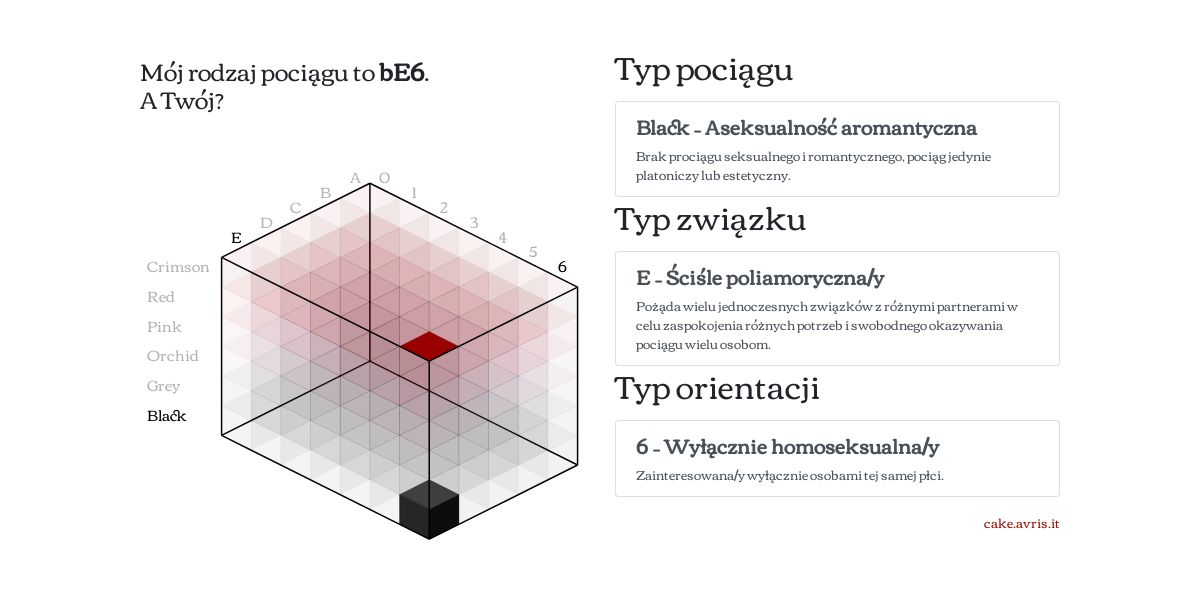 Mój rodzaj pociągu to bE6.
A Twój?
A
B
C
D
E
0
1
2
3
4
5
6
Crimson
Red
Pink
Orchid
Grey
Black
Typ pociągu
Black - Aseksualność aromantyczna
Brak prociągu seksualnego i romantycznego, pociąg jedynie
platoniczy lub estetyczny.
Typ związku
E - Ściśle poliamoryczna/y
Pożąda wielu jednoczesnych związków z różnymi partnerami w
celu zaspokojenia różnych potrzeb i swobodnego okazywania
pociągu wielu osobom.
Typ orientacji
6 - Wyłącznie homoseksualna/y
Zainteresowana/y wyłącznie osobami tej samej płci.
cake.avris.it